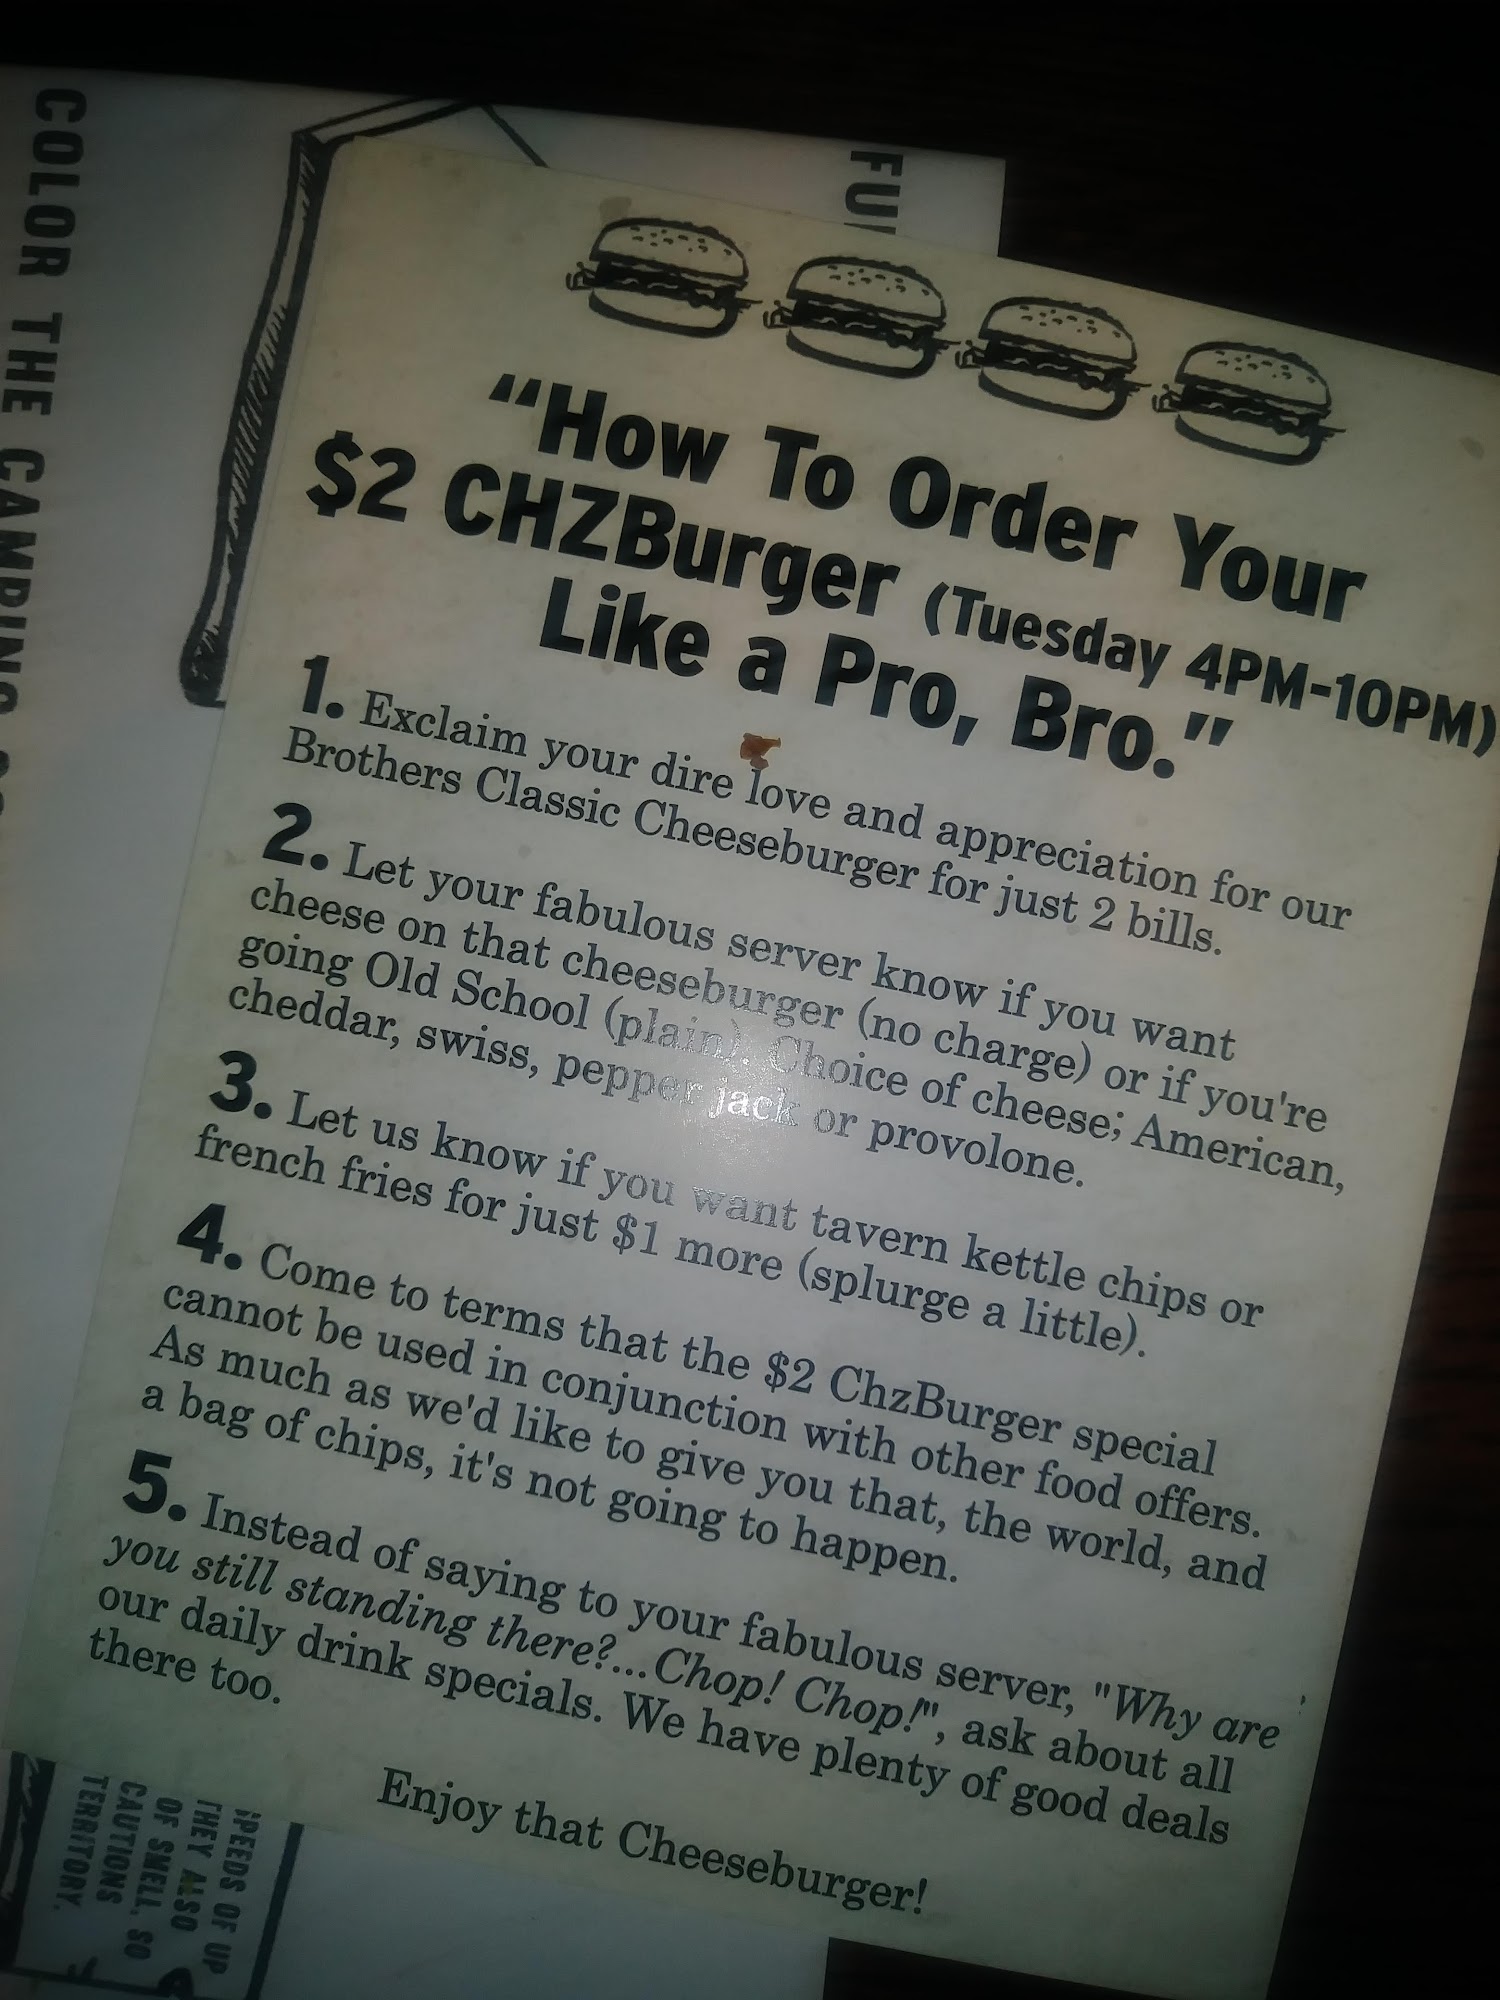 COLOR THE CAMPING
FU
“How To Order Your
$2 CHZBurger (Tuesday 4PM-10PM)
Like a Pro, Bro.”
1. Exclaim your dire love and appreciation for our
Brothers Classic Cheeseburger for just 2 bills.
2. Let your fabulous server know if you want
cheese on that cheeseburger (no charge) or if you're
going Old School (plain). Choice of cheese; American,
cheddar, swiss, pepper jack or provolone.
3. Let us know if you want tavern kettle chips or
french fries for just $1 more (splurge a little).
4. Come to terms that the $2 ChzBurger special
cannot be used in conjunction with other food offers.
As much as we'd like to give you that, the world, and
a bag of chips, it's not going to happen.
5. Instead of saying to your fabulous server, "Why are
you still standing there?...Chop! Chop!", ask about all
our daily drink specials. We have plenty of good deals
there too.
Enjoy that Cheeseburger!
SPEEDS OF UP
THEY ALSO
OF SMELL, SO
CAUTIONS
TERRITORY.